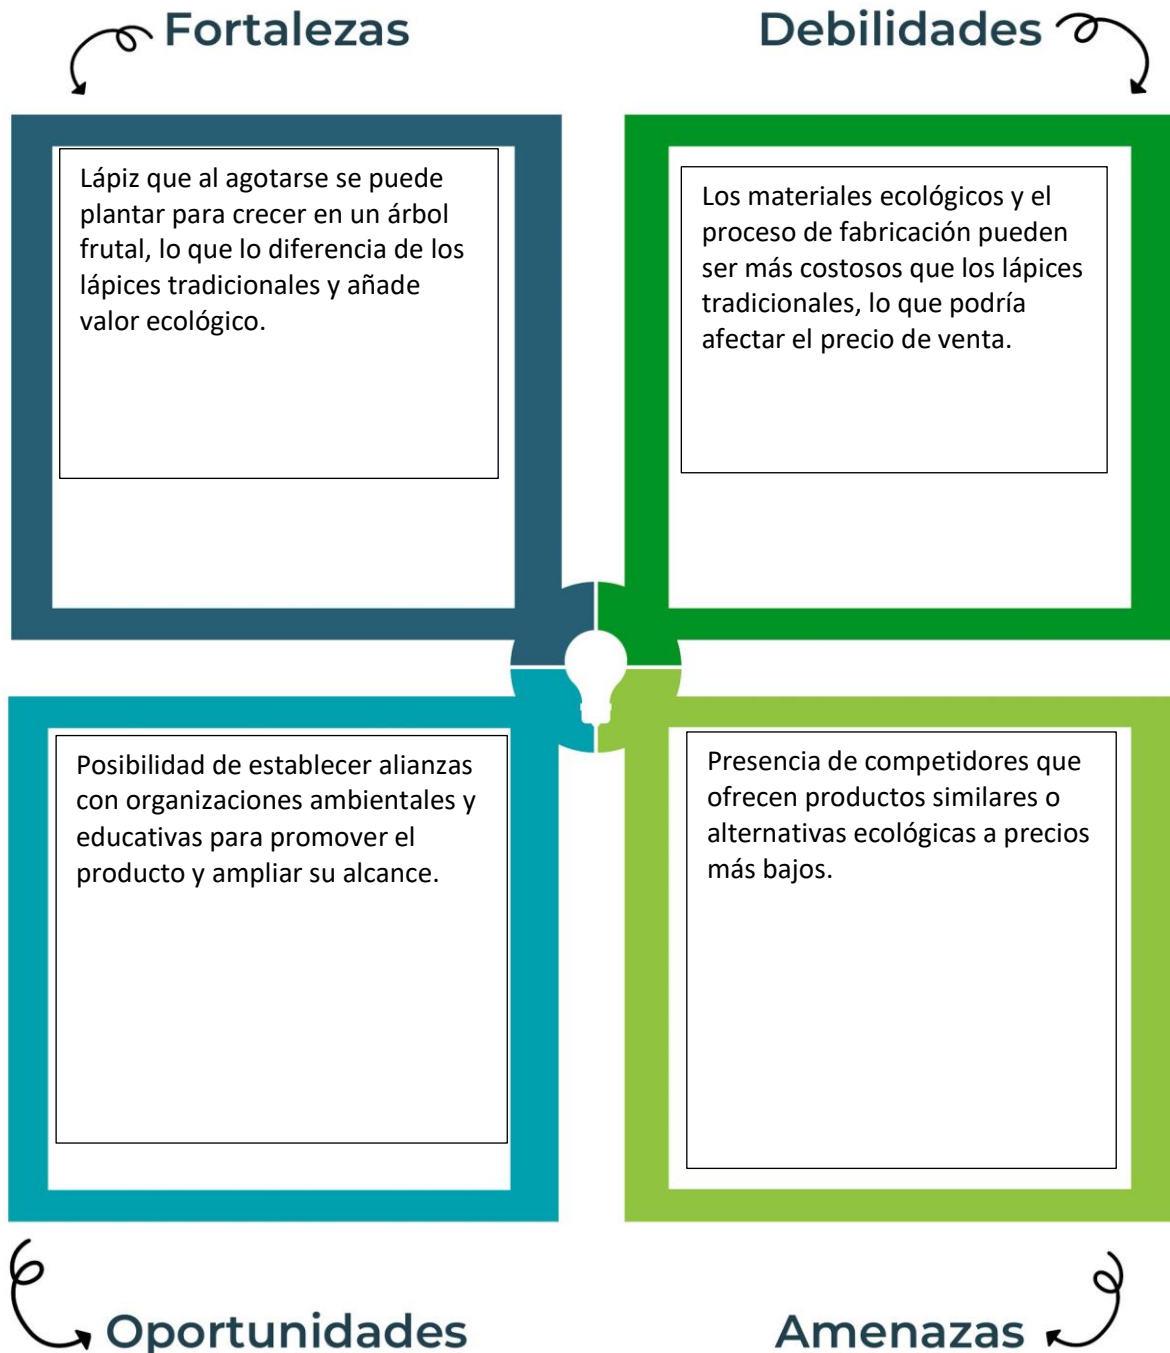 Fortalezas
Debilidades
Lápiz que al agotarse se puede
plantar para crecer en un árbol
frutal, lo que lo diferencia de los
lápices tradicionales y añade
valor ecológico.
Los materiales ecológicos y el
proceso de fabricación pueden
ser más costosos que los lápices
tradicionales, lo que podría
afectar el precio de venta.
Posibilidad de establecer alianzas
con organizaciones ambientales y
educativas para promover el
producto y ampliar su alcance.
Presencia de competidores que
ofrecen productos similares o
alternativas ecológicas a precios
más bajos.
Oportunidades
Amenazas